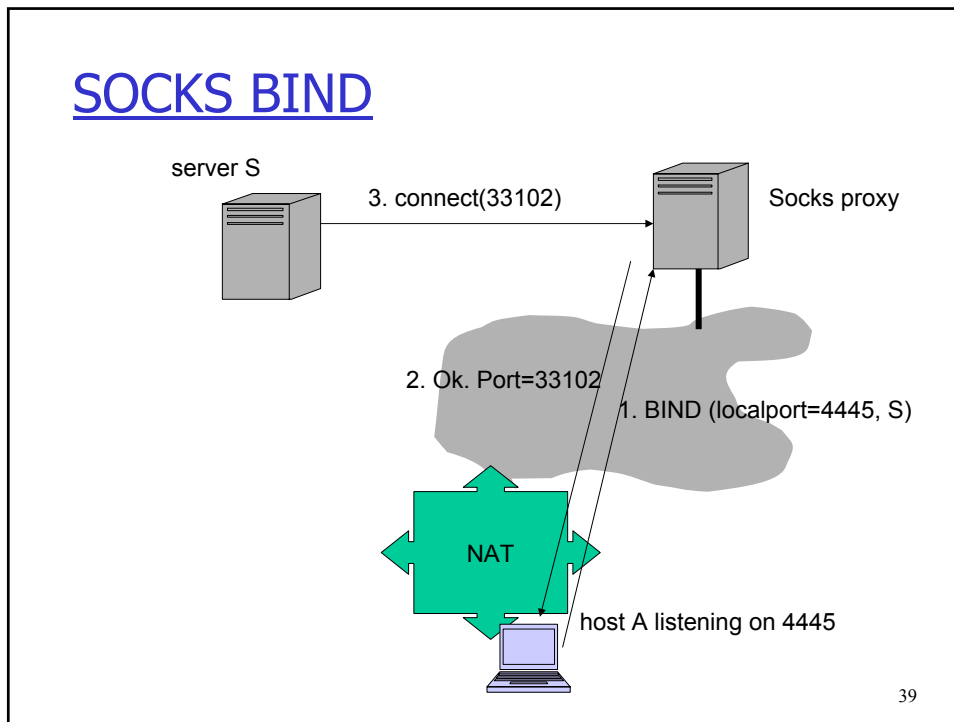 SOCKS BIND
server S
3. connect(33102)
Socks proxy
2. Ok. Port=33102
1. BIND (localport=4445, S)
NAT
host A listening on 4445
39